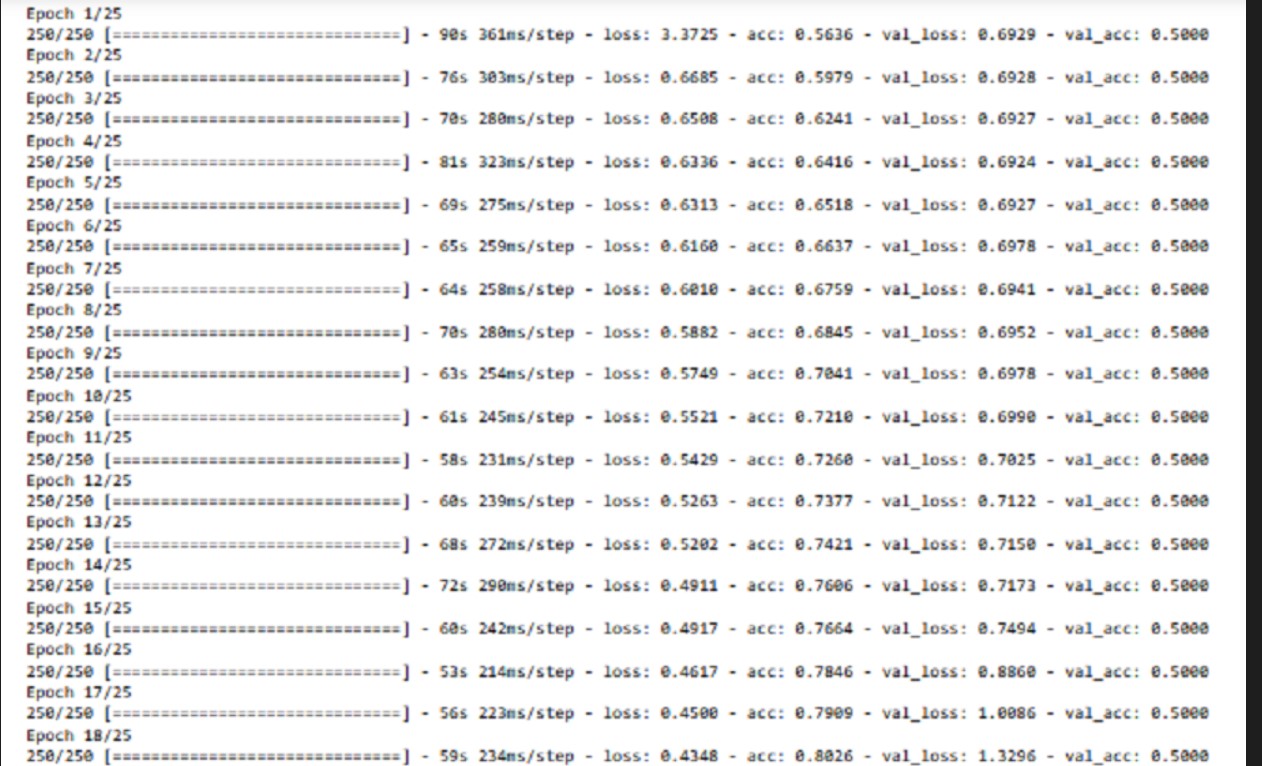 Epoch 1/25
250/250 [==============================] - 90s 361ms/step - loss: 3.3725 - acc: 0.5636 - val_loss: 0.6929 - val_acc: 0.5000
Epoch 2/25
250/250 [==============================] - 76s 303ms/step - loss: 0.6685 - acc: 0.5979 - val_loss: 0.6928 - val_acc: 0.5000
Epoch 3/25
250/250 [==============================] - 70s 280ms/step - loss: 0.6508 - acc: 0.6241 - val_loss: 0.6927 - val_acc: 0.5000
Epoch 4/25
250/250 [==============================] - 81s 323ms/step - loss: 0.6336 - acc: 0.6416 - val_loss: 0.6924 - val_acc: 0.5000
Epoch 5/25
250/250 [==============================] - 69s 275ms/step - loss: 0.6313 - acc: 0.6518 - val_loss: 0.6927 - val_acc: 0.5000
Epoch 6/25
250/250 [==============================] - 65s 259ms/step - loss: 0.6160 - acc: 0.6637 - val_loss: 0.6978 - val_acc: 0.5000
Epoch 7/25
250/250 [==============================] - 64s 258ms/step - loss: 0.6010 - acc: 0.6759 - val_loss: 0.6941 - val_acc: 0.5000
Epoch 8/25
250/250 [==============================] - 70s 280ms/step - loss: 0.5882 - acc: 0.6845 - val_loss: 0.6952 - val_acc: 0.5000
Epoch 9/25
250/250 [==============================] - 63s 254ms/step - loss: 0.5749 - acc: 0.7041 - val_loss: 0.6978 - val_acc: 0.5000
Epoch 10/25
250/250 [==============================] - 61s 245ms/step - loss: 0.5521 - acc: 0.7210 - val_loss: 0.6990 - val_acc: 0.5000
Epoch 11/25
250/250 [==============================] - 58s 231ms/step - loss: 0.5429 - acc: 0.7260 - val_loss: 0.7025 - val_acc: 0.5000
Epoch 12/25
250/250 [==============================] - 60s 239ms/step - loss: 0.5263 - acc: 0.7377 - val_loss: 0.7122 - val_acc: 0.5000
Epoch 13/25
250/250 [==============================] - 68s 272ms/step - loss: 0.5202 - acc: 0.7421 - val_loss: 0.7150 - val_acc: 0.5000
Epoch 14/25
250/250 [==============================] - 72s 290ms/step - loss: 0.4911 - acc: 0.7606 - val_loss: 0.7173 - val_acc: 0.5000
Epoch 15/25
250/250 [==============================] - 60s 242ms/step - loss: 0.4917 - acc: 0.7664 - val_loss: 0.7494 - val_acc: 0.5000
Epoch 16/25
250/250 [==============================] - 53s 214ms/step - loss: 0.4617 - acc: 0.7846 - val_loss: 0.8860 - val_acc: 0.5000
Epoch 17/25
250/250 [==============================] - 56s 223ms/step - loss: 0.4500 - acc: 0.7909 - val_loss: 1.0086 - val_acc: 0.5000
Epoch 18/25
250/250 [==============================] - 59s 234ms/step - loss: 0.4348 - acc: 0.8026 - val_loss: 1.3296 - val_acc: 0.5000